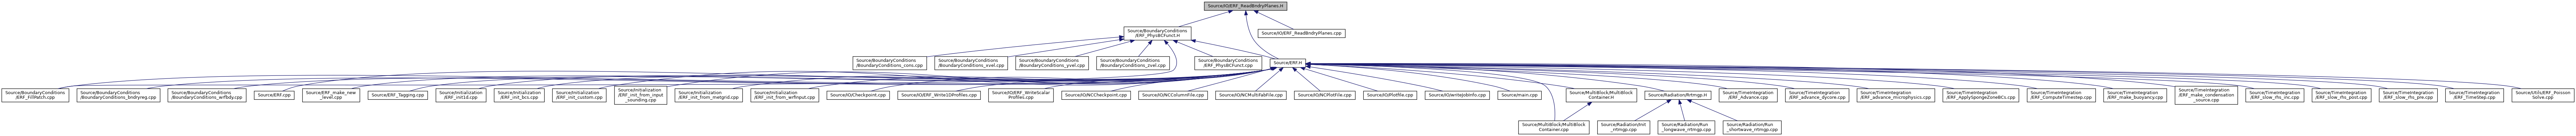 Source/IO/ERF_ReadBndryPlanes.H
Source/BoundaryConditions
/ERF_PhysBCFunct.H
Source/IO/ERF_ReadBndryPlanes.cpp
Source/BoundaryConditions
/BoundaryConditions_cons.cpp
Source/BoundaryConditions
/BoundaryConditions_xvel.cpp
Source/BoundaryConditions
/BoundaryConditions_yvel.cpp
Source/BoundaryConditions
/BoundaryConditions_zvel.cpp
Source/BoundaryConditions
/ERF_PhysBCFunct.cpp
Source/ERF.H
Source/BoundaryConditions
/ERF_FillPatch.cpp
Source/BoundaryConditions
/BoundaryConditions_bndryreg.cpp
Source/BoundaryConditions
/BoundaryConditions_wrfbdy.cpp
Source/ERF.cpp
Source/ERF_make_new
_level.cpp
Source/ERF_Tagging.cpp
Source/Initialization
/ERF_init1d.cpp
Source/Initialization
/ERF_init_bcs.cpp
Source/Initialization
/ERF_init_custom.cpp
Source/Initialization
/ERF_init_from_input
_sounding.cpp
Source/Initialization
/ERF_init_from_metgrid.cpp
Source/Initialization
/ERF_init_from_wrfinput.cpp
Source/IO/Checkpoint.cpp
Source/IO/ERF_Write1DProfiles.cpp
Source/IO/ERF_WriteScalar
Profiles.cpp
Source/IO/NCCheckpoint.cpp
Source/IO/NCColumnFile.cpp
Source/IO/NCMultiFabFile.cpp
Source/IO/NCPlotFile.cpp
Source/IO/Plotfile.cpp
Source/IO/writeJobInfo.cpp
Source/main.cpp
Source/MultiBlock/MultiBlock
Container.H
Source/Radiation/Rrtmgp.H
Source/TimeIntegration
/ERF_Advance.cpp
Source/TimeIntegration
/ERF_advance_dycore.cpp
Source/TimeIntegration
/ERF_advance_microphysics.cpp
Source/TimeIntegration
/ERF_ApplySpongeZoneBCs.cpp
Source/TimeIntegration
/ERF_ComputeTimestep.cpp
Source/TimeIntegration
/ERF_make_buoyancy.cpp
Source/TimeIntegration
/ERF_make_condensation
_source.cpp
Source/TimeIntegration
/ERF_slow_rhs_inc.cpp
Source/TimeIntegration
/ERF_slow_rhs_post.cpp
Source/TimeIntegration
/ERF_slow_rhs_pre.cpp
Source/TimeIntegration
/ERF_TimeStep.cpp
Source/Utils/ERF_Poisson
Solve.cpp
Source/MultiBlock/MultiBlock
Container.cpp
Source/Radiation/Init
_rrtmgp.cpp
Source/Radiation/Run
_longwave_rrtmgp.cpp
Source/Radiation/Run
_shortwave_rrtmgp.cpp